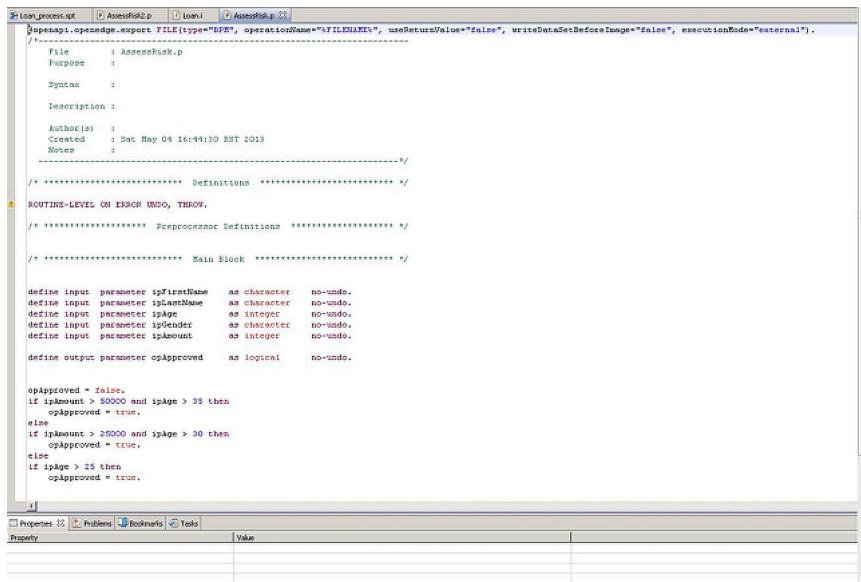 Loan_process.spt AssessRisk2.p Loan.i AssessRisk.p
@openapi.openedge.export FILE(type="BPM", operationName="%FILENAME%", useReturnValue="false", writeDataSetBeforeImage="false", executionMode="external").
/*------------------------------------------------------------------------
File : AssessRisk.p
Purpose :
Syntax :
Description :
Author(s) :
Created : Sat May 04 16:44:30 EST 2013
Notes :
----------------------------------------------------------------------*/
/* *************************** Definitions ************************** */
ROUTINE-LEVEL ON ERROR UNDO, THROW.
/* ******************** Preprocessor Definitions ******************** */
/* *************************** Main Block *************************** */
define input parameter ipFirstName as character no-undo.
define input parameter ipLastName as character no-undo.
define input parameter ipAge as integer no-undo.
define input parameter ipGender as character no-undo.
define input parameter ipAmount as integer no-undo.
define output parameter opApproved as logical no-undo.
opApproved = false.
if ipAmount > 50000 and ipAge > 35 then
opApproved = true.
else
if ipAmount > 25000 and ipAge > 30 then
opApproved = true.
else
if ipAge > 25 then
opApproved = true.
Properties Problems Bookmarks Tasks
Property Value